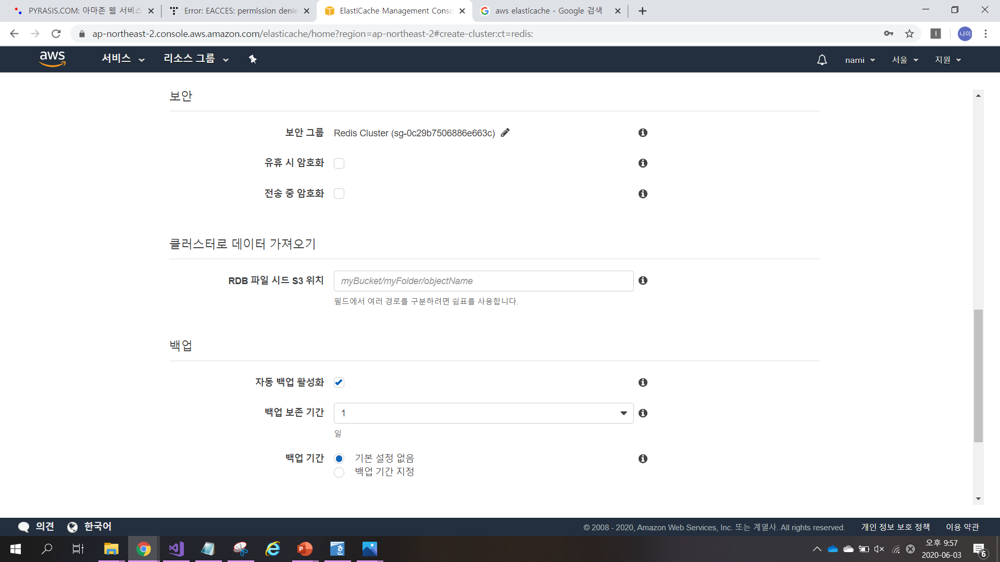 PYRASIS.COM: 아마존 웹 서비스
Error: EACCES: permission denie
ElastiCache Management Conso
aws elasticache - Google 검색
ap-northeast-2.console.aws.amazon.com/elasticache/home?region=ap-northeast-2#create-cluster:ct=redis:
나미
aws 서비스 리소스 그룹 nami 서울 지원
보안
보안 그룹 Redis Cluster (sg-0c29b7506886e663c)
유휴 시 암호화
전송 중 암호화
클러스터로 데이터 가져오기
RDB 파일 시드 S3 위치 myBucket/myFolder/objectName
필드에서 여러 경로를 구분하려면 쉼표를 사용합니다.
백업
자동 백업 활성화
백업 보존 기간 1
일
백업 기간 기본 설정 없음
백업 기간 지정
의견 한국어 © 2008 - 2020, Amazon Web Services, Inc. 또는 계열사. All rights reserved. 개인 정보 보호 정책 이용 약관
오후 9:57
2020-06-03
6